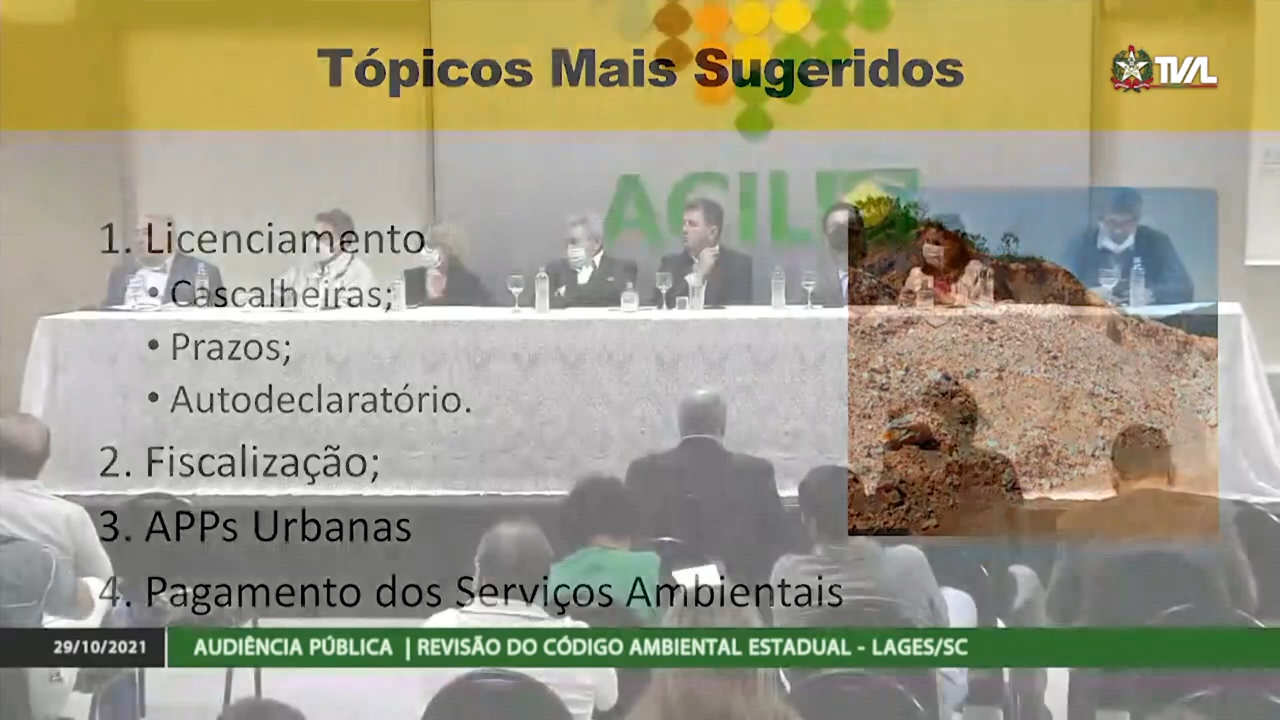 Tópicos Mais Sugeridos
TVAL
ACIL
1. Licenciamento
• Cascalheiras;
• Prazos;
• Autodeclaratório.
2. Fiscalização;
3. APPs Urbanas
4. Pagamento dos Serviços Ambientais
29/10/2021
AUDIÊNCIA PÚBLICA | REVISÃO DO CÓDIGO AMBIENTAL ESTADUAL - LAGES/SC